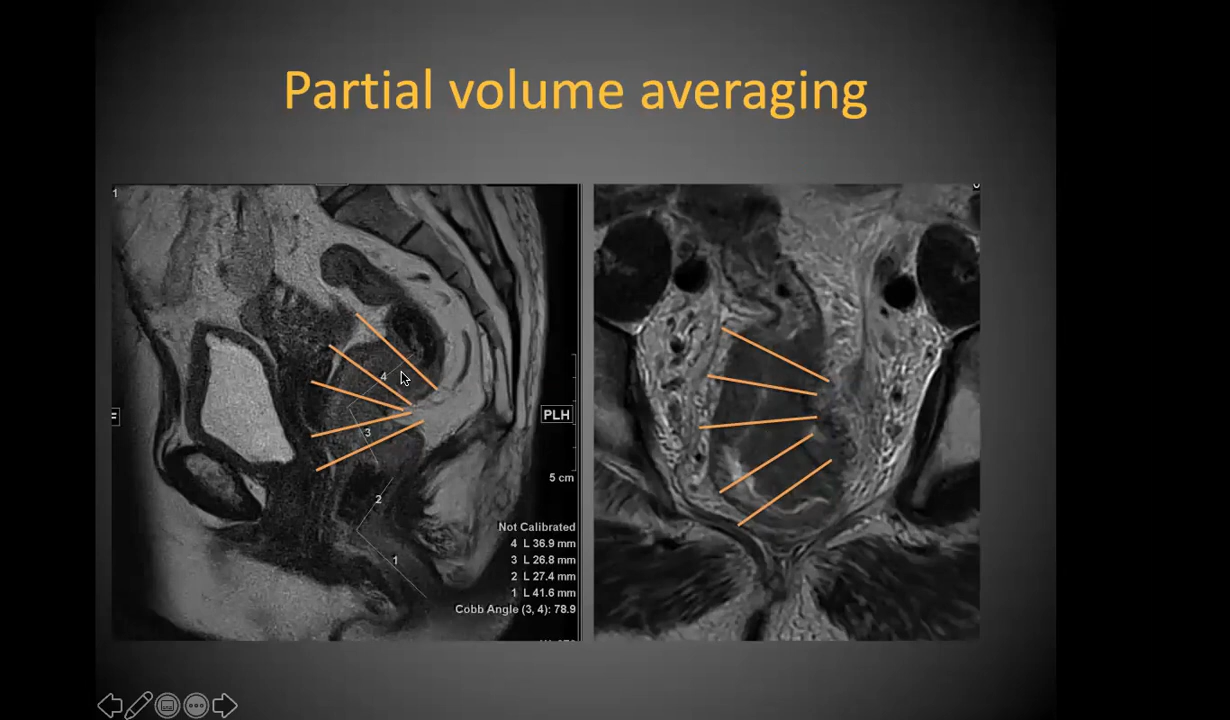 Partial volume averaging
1
4
3
PLH
5 cm
2
Not Calibrated
4 L 36.9 mm
3 L 26.8 mm
2 L 27.4 mm
1 L 41.6 mm
1
Cobb Angle (3, 4): 78.9